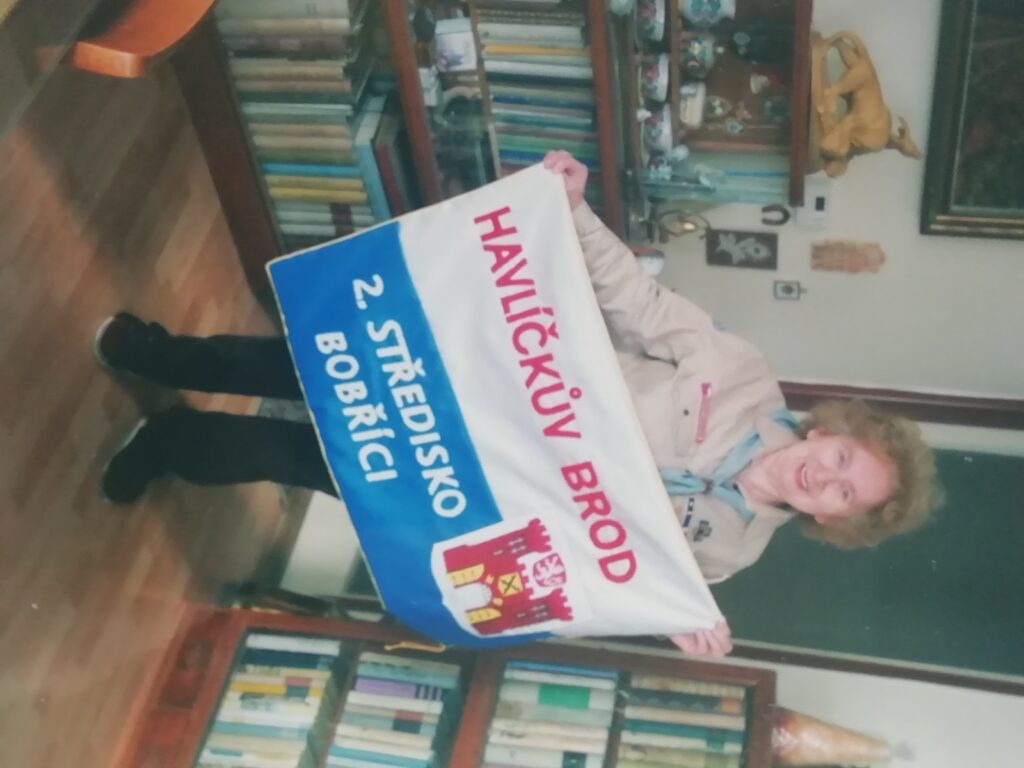 HAVLÍČKŮV BROD
2. STŘEDISKO
BOBŘÍCI